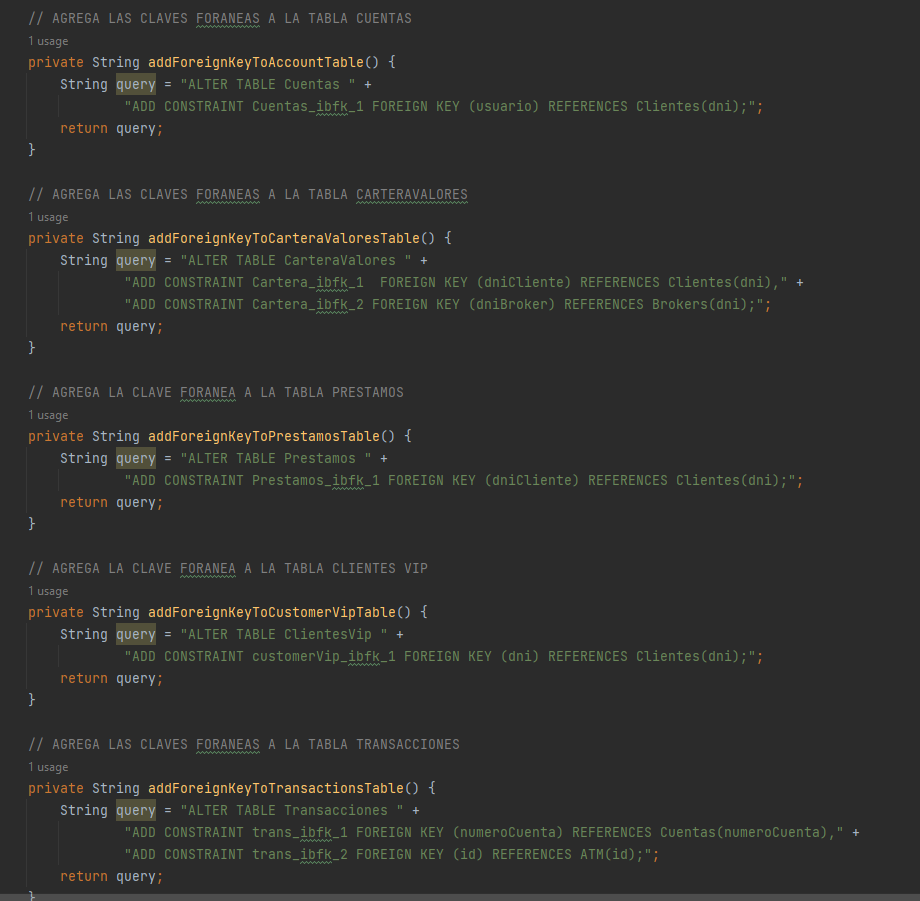 // AGREGA LAS CLAVES FORANEAS A LA TABLA CUENTAS
1 usage
private String addForeignKeyToAccountTable() {
String query = "ALTER TABLE Cuentas " +
"ADD CONSTRAINT Cuentas_ibfk_1 FOREIGN KEY (usuario) REFERENCES Clientes(dni);";
return query;
}
// AGREGA LAS CLAVES FORANEAS A LA TABLA CARTERAVALORES
1 usage
private String addForeignKeyToCarteraValoresTable() {
String query = "ALTER TABLE CarteraValores " +
"ADD CONSTRAINT Cartera_ibfk_1  FOREIGN KEY (dniCliente) REFERENCES Clientes(dni)," +
"ADD CONSTRAINT Cartera_ibfk_2 FOREIGN KEY (dniBroker) REFERENCES Brokers(dni);";
return query;
}
// AGREGA LA CLAVE FORANEA A LA TABLA PRESTAMOS
1 usage
private String addForeignKeyToPrestamosTable() {
String query = "ALTER TABLE Prestamos " +
"ADD CONSTRAINT Prestamos_ibfk_1 FOREIGN KEY (dniCliente) REFERENCES Clientes(dni);";
return query;
}
// AGREGA LA CLAVE FORANEA A LA TABLA CLIENTES VIP
1 usage
private String addForeignKeyToCustomerVipTable() {
String query = "ALTER TABLE ClientesVip " +
"ADD CONSTRAINT customerVip_ibfk_1 FOREIGN KEY (dni) REFERENCES Clientes(dni);";
return query;
}
// AGREGA LAS CLAVES FORANEAS A LA TABLA TRANSACCIONES
1 usage
private String addForeignKeyToTransactionsTable() {
String query = "ALTER TABLE Transacciones " +
"ADD CONSTRAINT trans_ibfk_1 FOREIGN KEY (numeroCuenta) REFERENCES Cuentas(numeroCuenta)," +
"ADD CONSTRAINT trans_ibfk_2 FOREIGN KEY (id) REFERENCES ATM(id);";
return query;
}